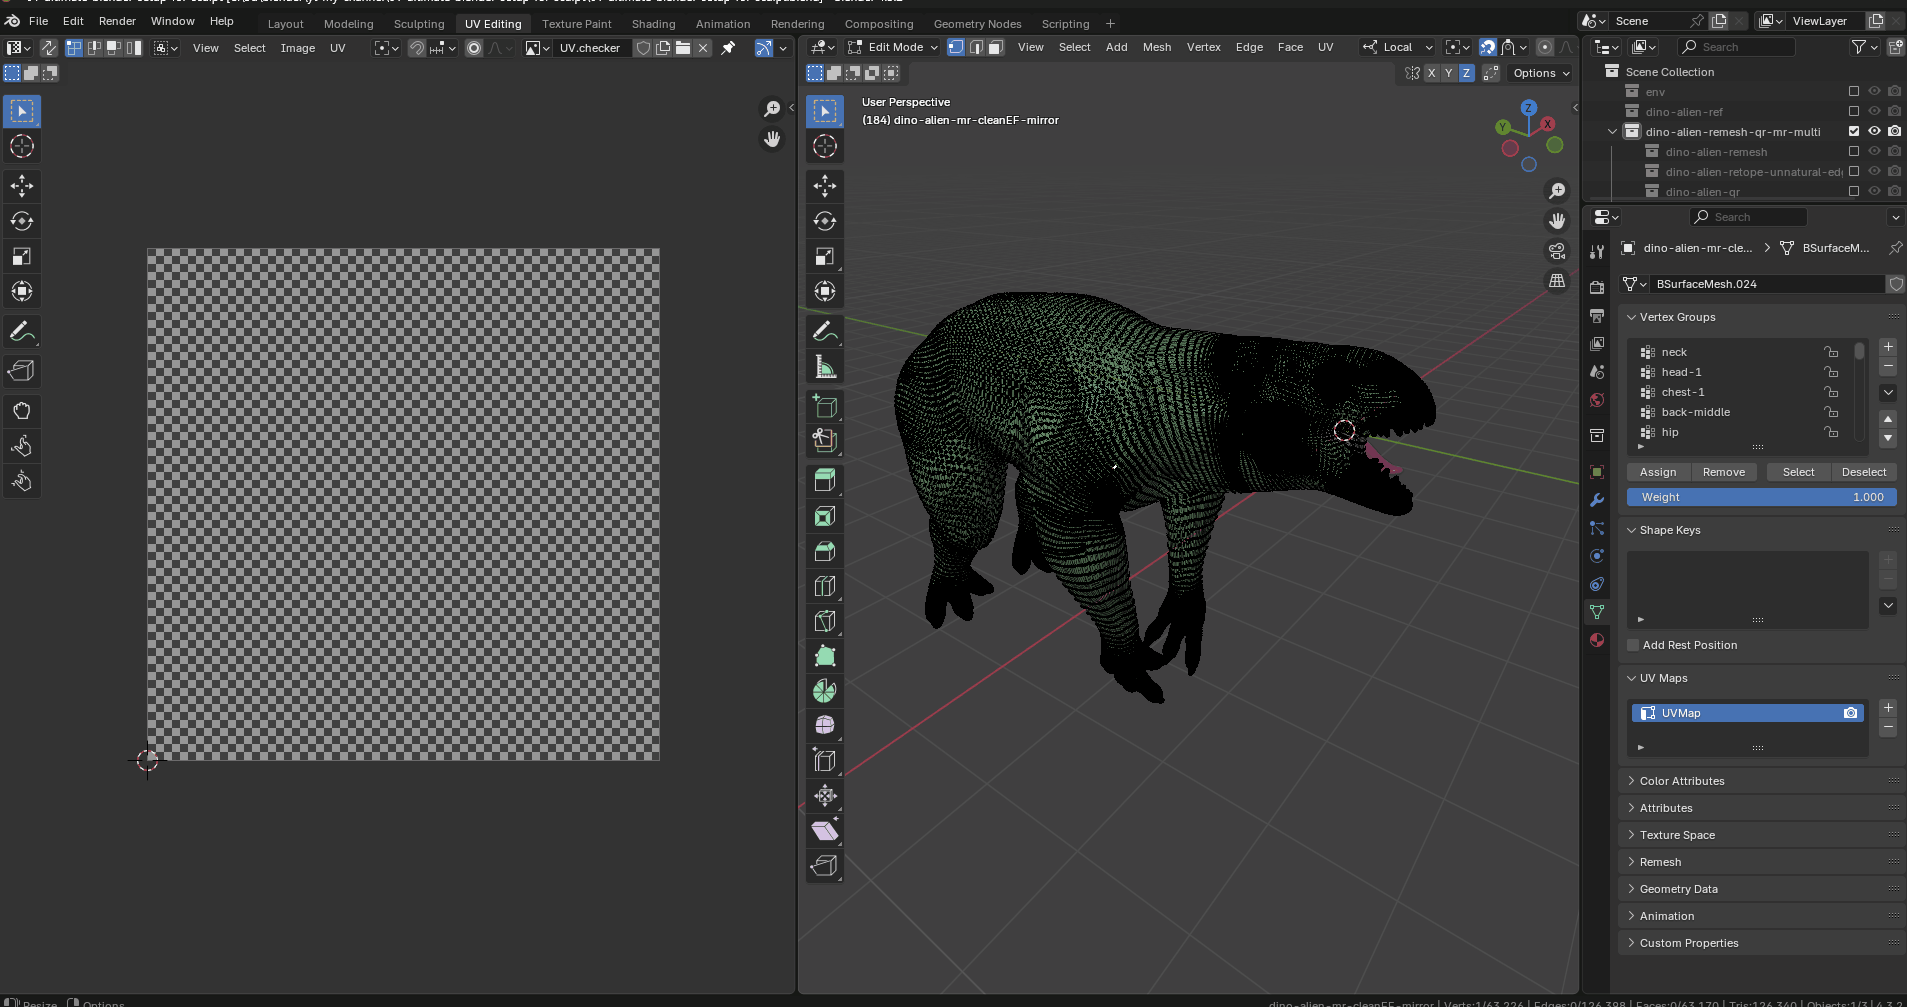 File Edit Render Window Help Layout Modeling Sculpting UV Editing Texture Paint Shading Animation Rendering Compositing Geometry Nodes Scripting + Scene ViewLayer
View Select Image UV UV.checker Edit Mode View Select Add Mesh Vertex Edge Face UV Local Search
X Y Z Options
Scene Collection
env
dino-alien-ref
dino-alien-remesh-qr-mr-multi
dino-alien-remesh
dino-alien-retope-unnatural-ed
dino-alien-qr
User Perspective
(184) dino-alien-mr-cleanEF-mirror
Z
Y
X
Search
dino-alien-mr-cle... > BSurfaceM...
BSurfaceMesh.024
Vertex Groups
neck
head-1
chest-1
back-middle
hip
Assign Remove Select Deselect
Weight 1.000
Shape Keys
Add Rest Position
UV Maps
UVMap
Color Attributes
Attributes
Texture Space
Remesh
Geometry Data
Animation
Custom Properties
Resize Options
dino-alien-mr-cleanEF-mirror | Verts:1/63,226 | Edges:0/126,398 | Faces:0/63,170 | Tris:126,340 | Objects:1/3 | 4.3.2